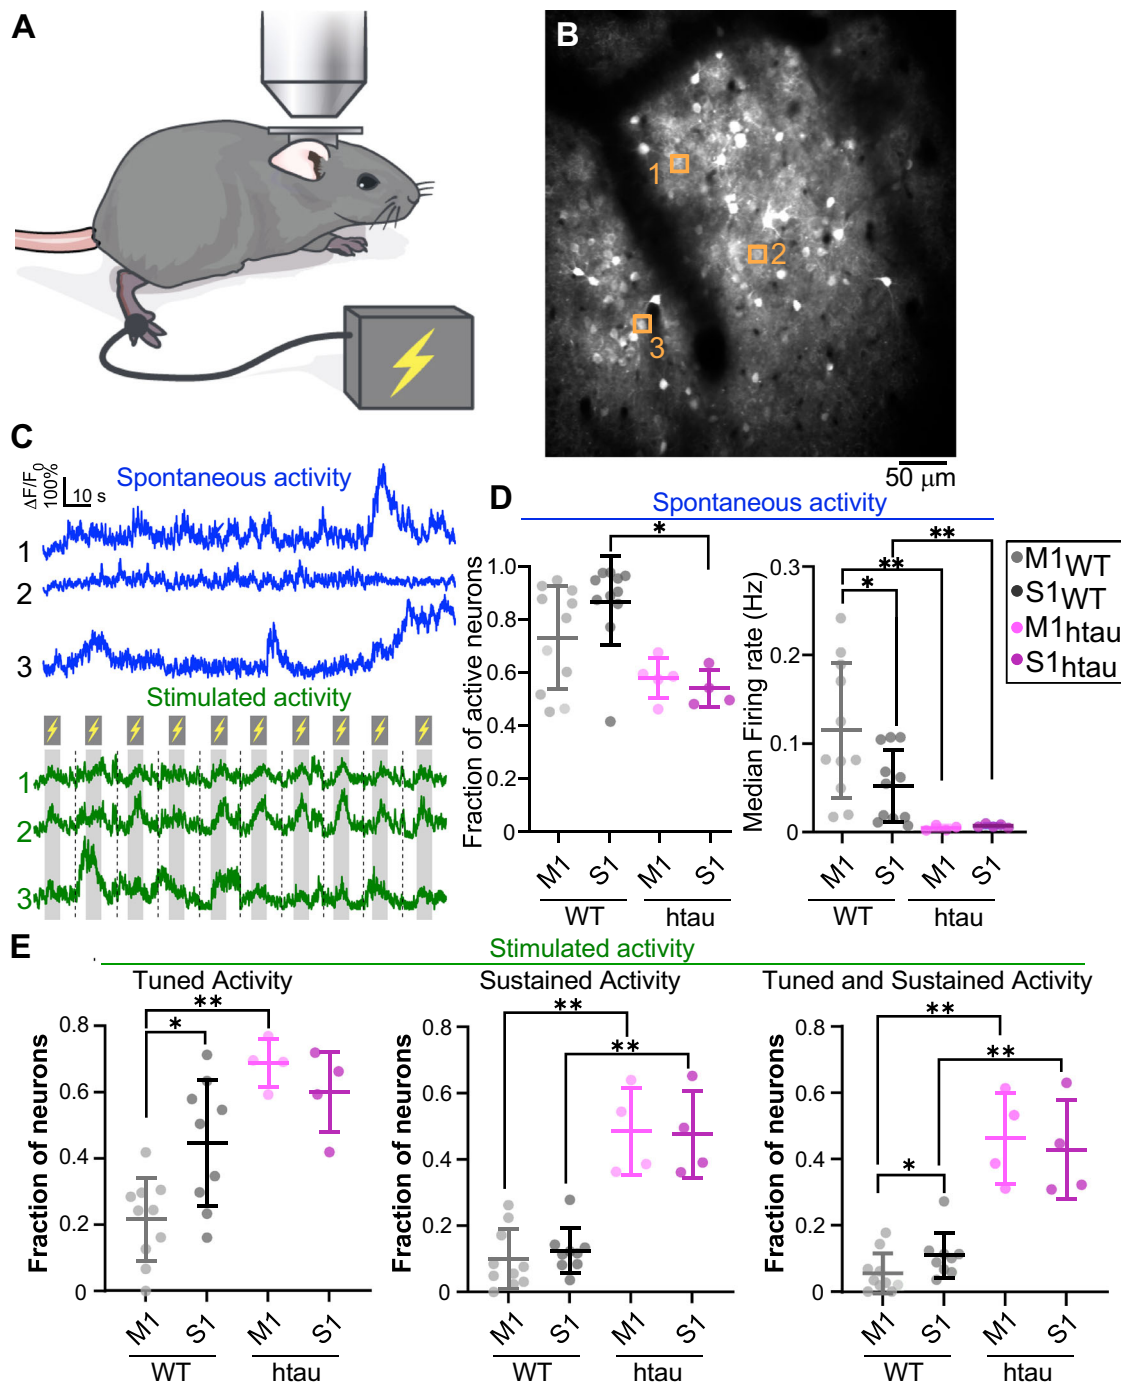 A
B
1
2
3
50 μm
C
ΔF/F0
100%
10 s
Spontaneous activity
1
2
3
Stimulated activity
1
2
3
D
Spontaneous activity
*
**
**
*
Fraction of active neurons
1.0
0.8
0.6
0.4
0.2
0
M1
S1
M1
S1
WT
htau
Median Firing rate (Hz)
0.3
0.2
0.1
0
M1
S1
M1
S1
WT
htau
M1WT
S1WT
M1htau
S1htau
E
Stimulated activity
Tuned Activity
**
*
Fraction of neurons
0.8
0.6
0.4
0.2
0
M1
S1
M1
S1
WT
htau
Sustained Activity
**
**
Fraction of neurons
0.8
0.6
0.4
0.2
0
M1
S1
M1
S1
WT
htau
Tuned and Sustained Activity
**
**
*
Fraction of neurons
0.8
0.6
0.4
0.2
0
M1
S1
M1
S1
WT
htau